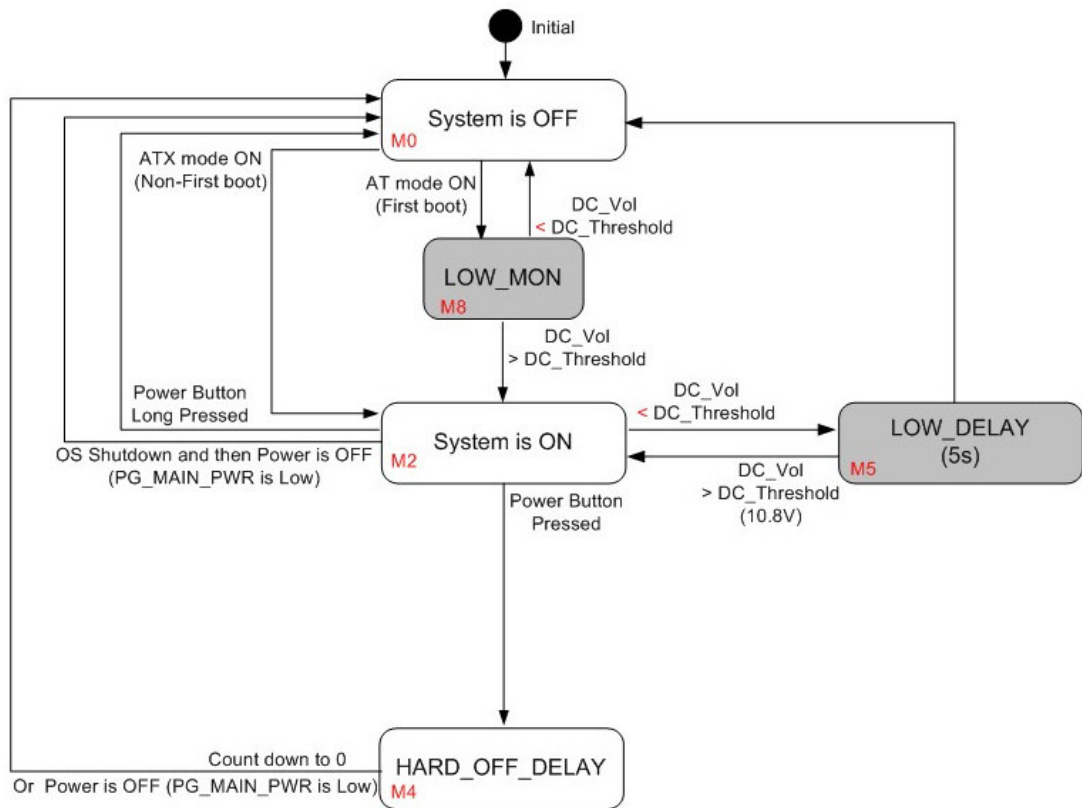 Initial
System is OFF
M0
ATX mode ON
(Non-First boot)
AT mode ON
(First boot)
DC_Vol
< DC_Threshold
LOW_MON
M8
DC_Vol
> DC_Threshold
Power Button
Long Pressed
DC_Vol
< DC_Threshold
System is ON
M2
LOW_DELAY
(5s)
M5
OS Shutdown and then Power is OFF
(PG_MAIN_PWR is Low)
DC_Vol
> DC_Threshold
(10.8V)
Power Button
Pressed
Count down to 0
Or Power is OFF (PG_MAIN_PWR is Low)
HARD_OFF_DELAY
M4